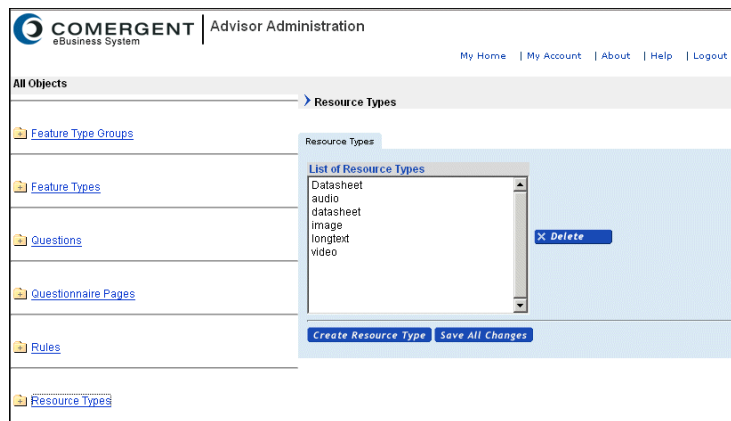 COMERGENT
eBusiness System
Advisor Administration
My Home | My Account | About | Help | Logout
All Objects
Resource Types
Feature Type Groups
Feature Types
Questions
Questionnaire Pages
Rules
Resource Types
Resource Types
List of Resource Types
Datasheet
audio
datasheet
image
longtext
video
X Delete
Create Resource Type
Save All Changes